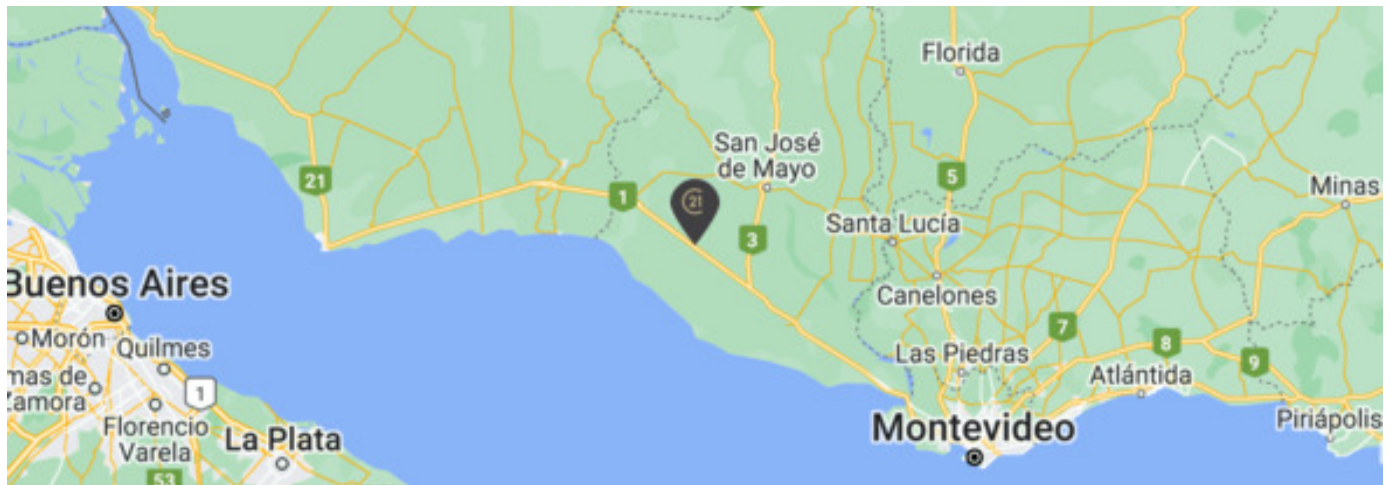 Florida
San José
de Mayo
21
1
21
5
Minas
Santa Lucía
3
Buenos Aires
Canelones
Morón
Quilmes
7
8
Las Piedras
9
mas de
Zamora
1
Atlántida
Florencio
Varela
La Plata
Montevideo
Piriápolis
53